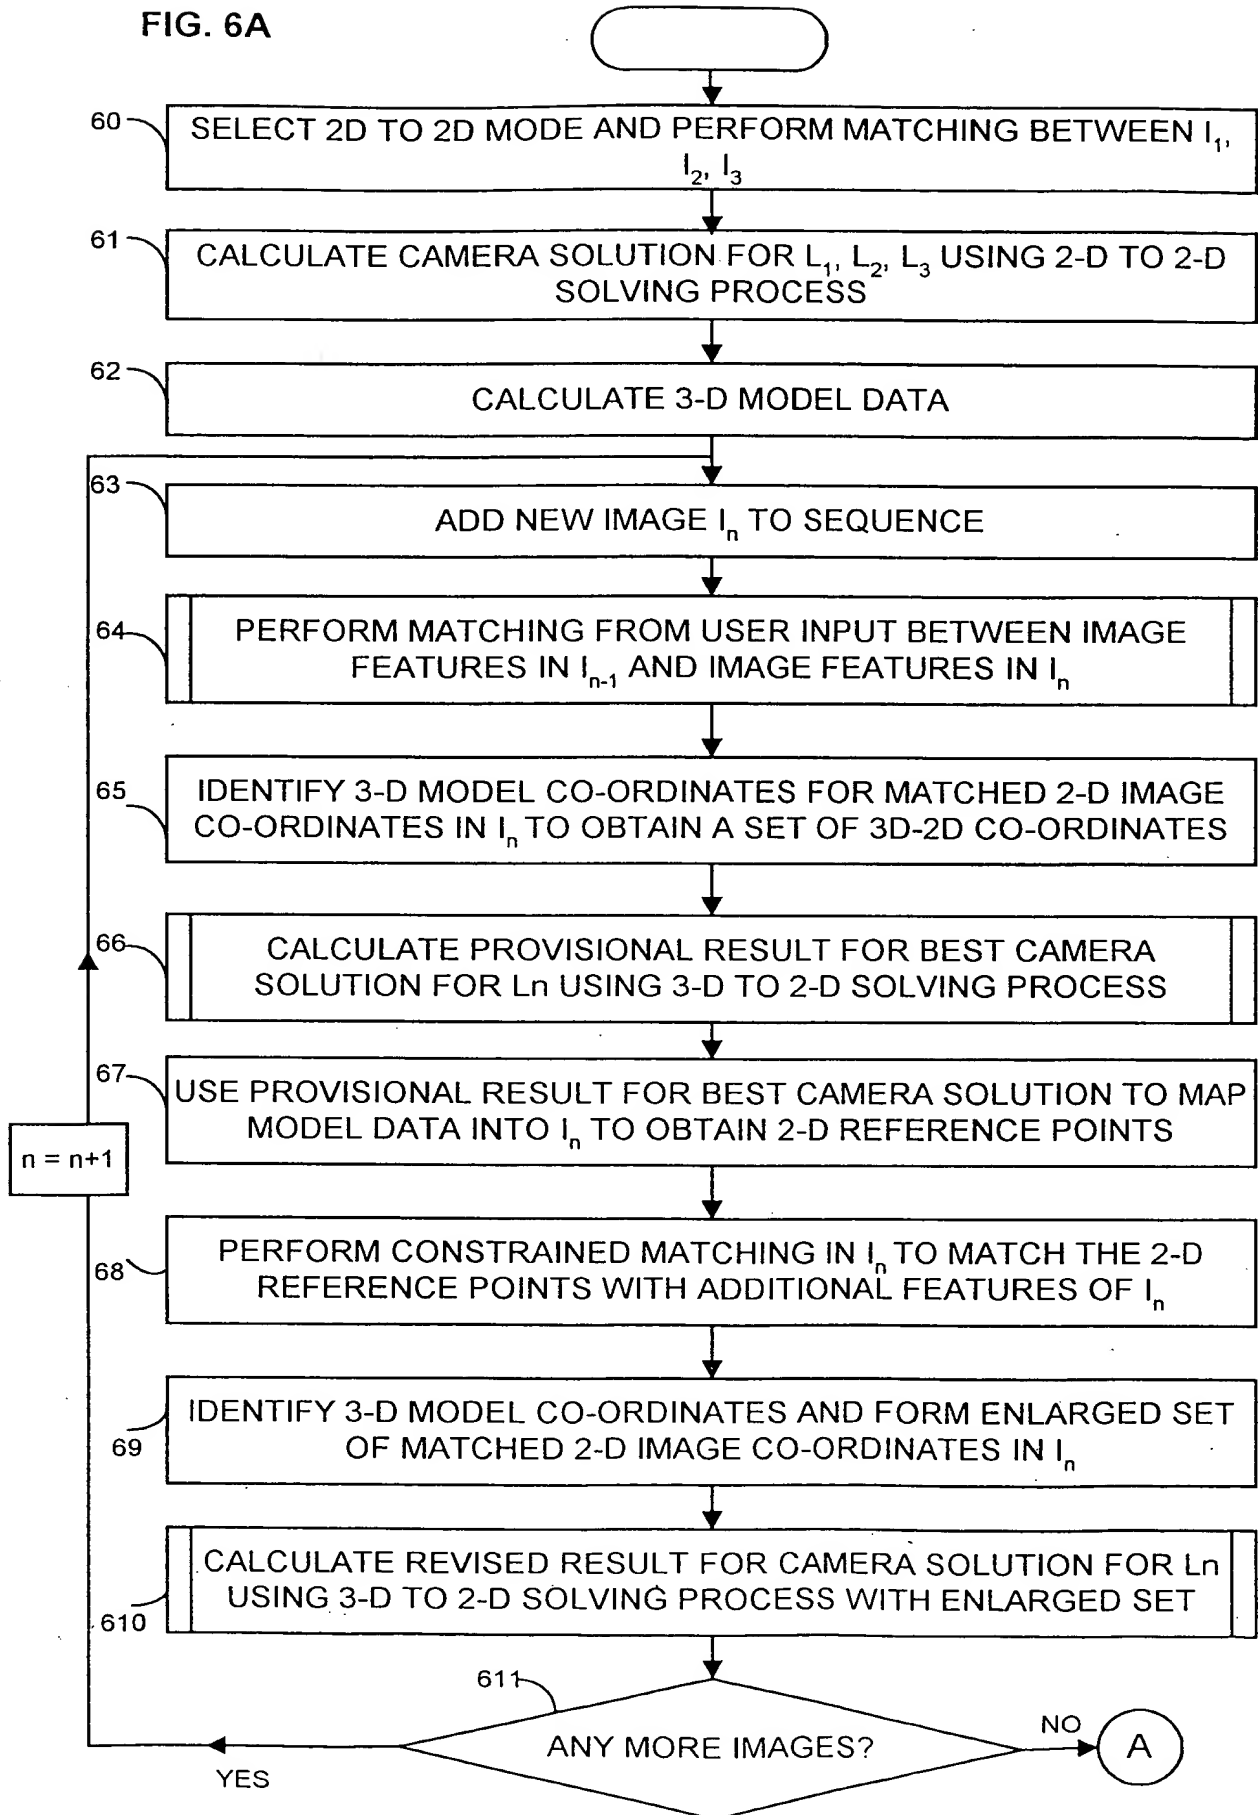 FIG. 6A
60
SELECT 2D TO 2D MODE AND PERFORM MATCHING BETWEEN I₁,
I₂, I₃
61
CALCULATE CAMERA SOLUTION FOR L₁, L₂, L₃ USING 2-D TO 2-D
SOLVING PROCESS
62
CALCULATE 3-D MODEL DATA
63
ADD NEW IMAGE Iₙ TO SEQUENCE
64
PERFORM MATCHING FROM USER INPUT BETWEEN IMAGE
FEATURES IN Iₙ₋₁ AND IMAGE FEATURES IN Iₙ
65
IDENTIFY 3-D MODEL CO-ORDINATES FOR MATCHED 2-D IMAGE
CO-ORDINATES IN Iₙ TO OBTAIN A SET OF 3D-2D CO-ORDINATES
66
CALCULATE PROVISIONAL RESULT FOR BEST CAMERA
SOLUTION FOR Ln USING 3-D TO 2-D SOLVING PROCESS
67
USE PROVISIONAL RESULT FOR BEST CAMERA SOLUTION TO MAP
MODEL DATA INTO Iₙ TO OBTAIN 2-D REFERENCE POINTS
n = n+1
68
PERFORM CONSTRAINED MATCHING IN Iₙ TO MATCH THE 2-D
REFERENCE POINTS WITH ADDITIONAL FEATURES OF Iₙ
69
IDENTIFY 3-D MODEL CO-ORDINATES AND FORM ENLARGED SET
OF MATCHED 2-D IMAGE CO-ORDINATES IN Iₙ
610
CALCULATE REVISED RESULT FOR CAMERA SOLUTION FOR Ln
USING 3-D TO 2-D SOLVING PROCESS WITH ENLARGED SET
611
ANY MORE IMAGES?
NO
A
YES